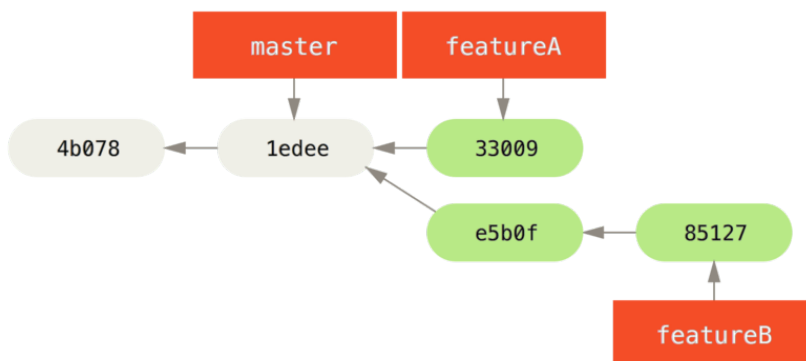 master
featureA
4b078
1edee
33009
e5b0f
85127
featureB